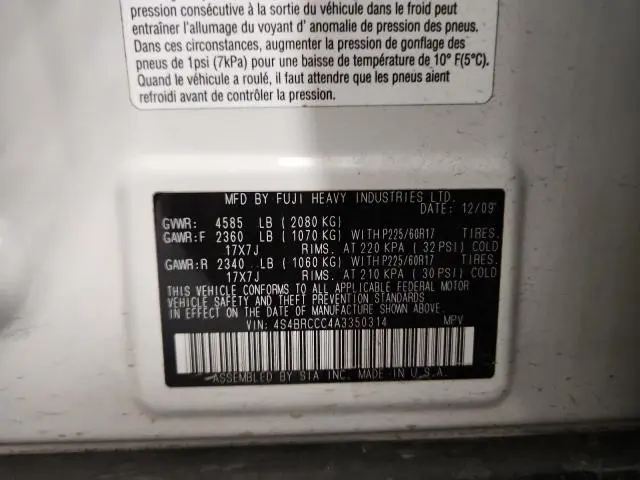 pression consécutive à la sortie du véhicule dans le froid peut
entraîner l'allumage du voyant d' anomalie de pression des pneus.
Dans ces circonstances, augmenter la pression de gonflage des
pneus de 1psi (7kPa) pour une baisse de température de 10° F(5°C).
Quand le véhicule a roulé, il faut attendre que les pneus aient
refroidi avant de contrôler la pression.
MFD BY FUJI HEAVY INDUSTRIES LTD.
DATE: 12/09
GVWR: 4585 LB ( 2080 KG)
GAWR:F 2360 LB ( 1070 KG) WITH P225/60R17 TIRES.
17X7J RIMS. AT 220 KPA ( 32 PSI) COLD
GAWR:R 2340 LB ( 1060 KG) WITH P225/60R17 TIRES.
17X7J RIMS. AT 210 KPA ( 30 PSI) COLD
THIS VEHICLE CONFORMS TO ALL APPLICABLE FEDERAL MOTOR
VEHICLE SAFETY AND THEFT PREVENTION STANDARDS
IN EFFECT ON THE DATE OF MANUFACTURE SHOWN ABOVE.
VIN: 4S4BRCCC4A3350314 MPV
ASSEMBLED BY SIA INC. MADE IN U.S.A.